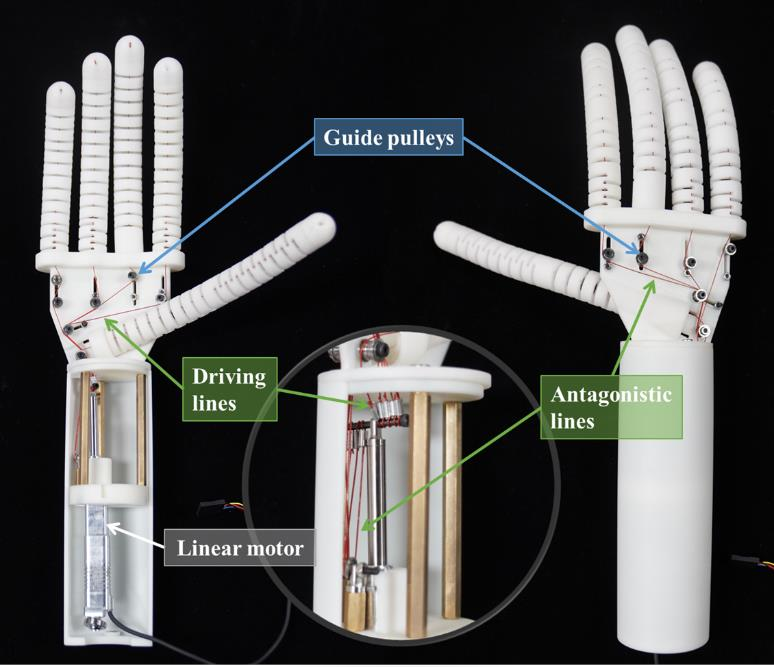 Guide pulleys
Driving
lines
Antagonistic
lines
Linear motor